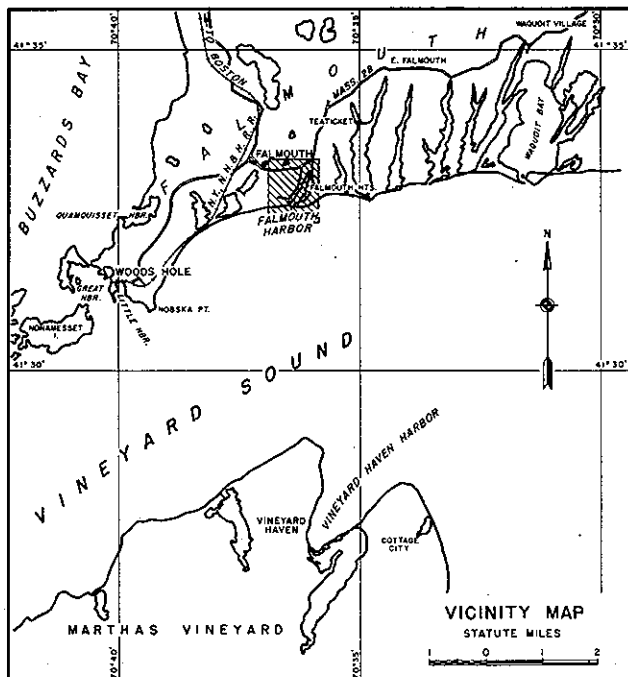 70°40'
70°30'
WAQUOIT VILLAGE
41°35'
41°35'
TO BOSTON
FALMOUTH
MASS. 28
E. FALMOUTH
TEATICKET
WAQUOIT BAY
BUZZARDS BAY
N.Y., N.H. & H. R.R.
FALMOUTH
FALMOUTH HTS.
FALMOUTH
HARBOR
QUAMQUISSET HBR.
WOODS HOLE
GREAT
HBR.
LITTLE HBR.
NOBSKA PT.
NONAMESSET
I.
N
41°30'
41°30'
VINEYARD SOUND
VINEYARD HAVEN HARBOR
VINEYARD
HAVEN
COTTAGE
CITY
MARTHAS VINEYARD
70°40'
70°35'
VICINITY MAP
STATUTE MILES
1 0 1 2